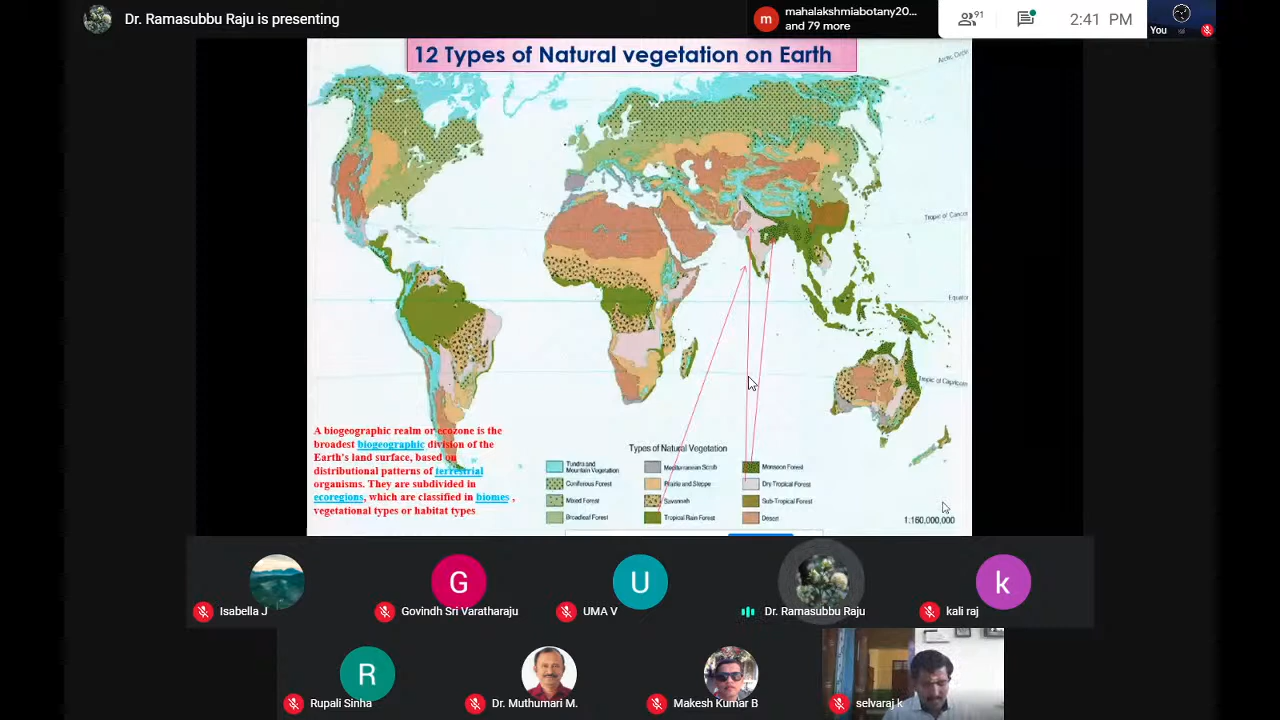 Dr. Ramasubbu Raju is presenting
m
mahalakshmiabotany20...
and 79 more
91
2:41 PM
You
12 Types of Natural vegetation on Earth
Arctic Circle
Tropic of Cancer
Equator
Tropic of Capricorn
A biogeographic realm or ecozone is the
broadest biogeographic division of the
Earth's land surface, based on
distributional patterns of terrestrial
organisms. They are subdivided in
ecoregions, which are classified in biomes ,
vegetational types or habitat types
Types of Natural Vegetation
Tundra and
Mountain Vegetation
Coniferous Forest
Mixed Forest
Broadleaf Forest
Mediterranean Scrub
Prairie and Steppe
Savannah
Tropical Rain Forest
Monsoon Forest
Dry Tropical Forest
Sub-Tropical Forest
Desert
1:160,000,000
Isabella J
G
Govindh Sri Varatharaju
U
UMA V
Dr. Ramasubbu Raju
k
kali raj
R
Rupali Sinha
Dr. Muthumari M.
Makesh Kumar B
selvaraj k